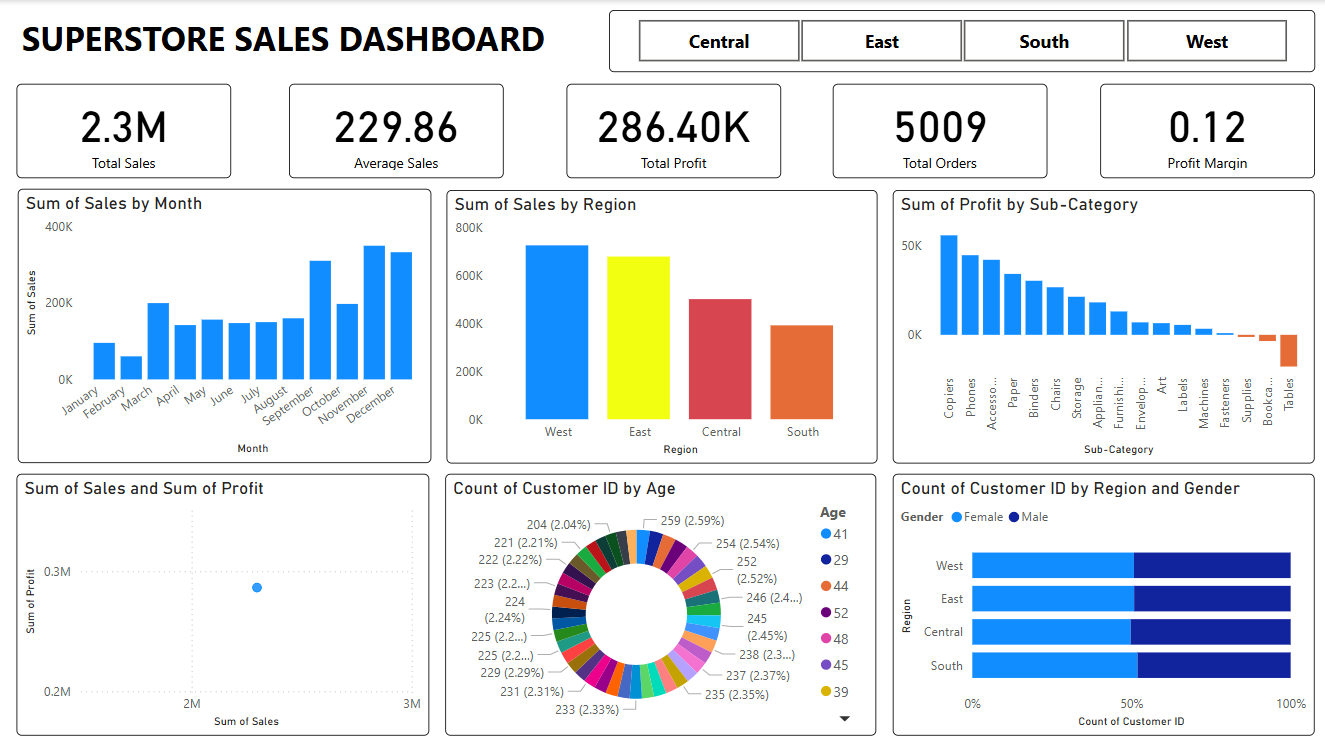 SUPERSTORE SALES DASHBOARD
Central East South West
2.3M
Total Sales
229.86
Average Sales
286.40K
Total Profit
5009
Total Orders
0.12
Profit Margin
Sum of Sales by Month
400K
200K
0K
Sum of Sales
January February March April May June July August September October November December
Month
Sum of Sales by Region
800K
600K
400K
200K
0K
West East Central South
Region
Sum of Profit by Sub-Category
50K
0K
Copiers Phones Accesso... Paper Binders Chairs Storage Applian... Furnishi... Envelop... Art Labels Machines Fasteners Supplies Bookca... Tables
Sub-Category
Sum of Sales and Sum of Profit
0.3M
0.2M
Sum of Profit
2M 3M
Sum of Sales
Count of Customer ID by Age
259 (2.59%)
254 (2.54%)
252
(2.52%)
246 (2.4...)
245
(2.45%)
238 (2.3...)
237 (2.37%)
235 (2.35%)
233 (2.33%)
231 (2.31%)
229 (2.29%)
225 (2.2...)
225 (2.2...)
224
(2.24%)
223 (2.2...)
222 (2.22%)
221 (2.21%)
204 (2.04%)
Age
41
29
44
52
48
45
39
Count of Customer ID by Region and Gender
Gender Female Male
Region
West
East
Central
South
0% 50% 100%
Count of Customer ID